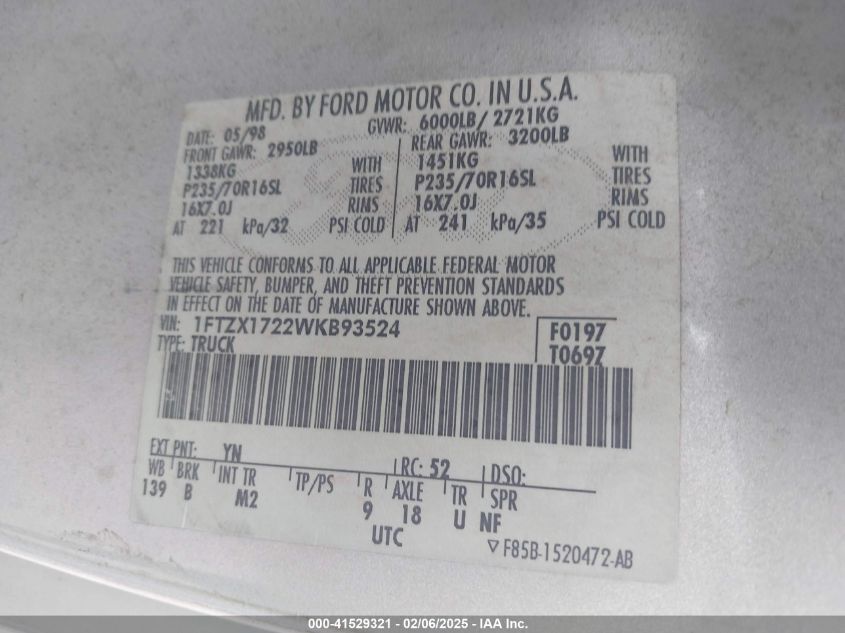 MFD. BY FORD MOTOR CO. IN U.S.A.
DATE: 05/98 GVWR: 6000LB/ 2721KG
FRONT GAWR: 2950LB REAR GAWR: 3200LB
1338KG WITH 1451KG WITH
P235/70R16SL TIRES P235/70R16SL TIRES
16X7.0J RIMS 16X7.0J RIMS
AT 221 kPa/32 PSI COLD AT 241 kPa/35 PSI COLD
THIS VEHICLE CONFORMS TO ALL APPLICABLE FEDERAL MOTOR
VEHICLE SAFETY, BUMPER, AND THEFT PREVENTION STANDARDS
IN EFFECT ON THE DATE OF MANUFACTURE SHOWN ABOVE.
VIN: 1FTZX1722WKB93524 F0197
TYPE: TRUCK T069Z
EXT PNT: YN RC: 52 DSO:
WB BRK INT TR TP/PS R AXLE TR SPR
139 B M2 9 18 U NF
UTC
F85B-1520472-AB
000-41529321 - 02/06/2025 - IAA Inc.